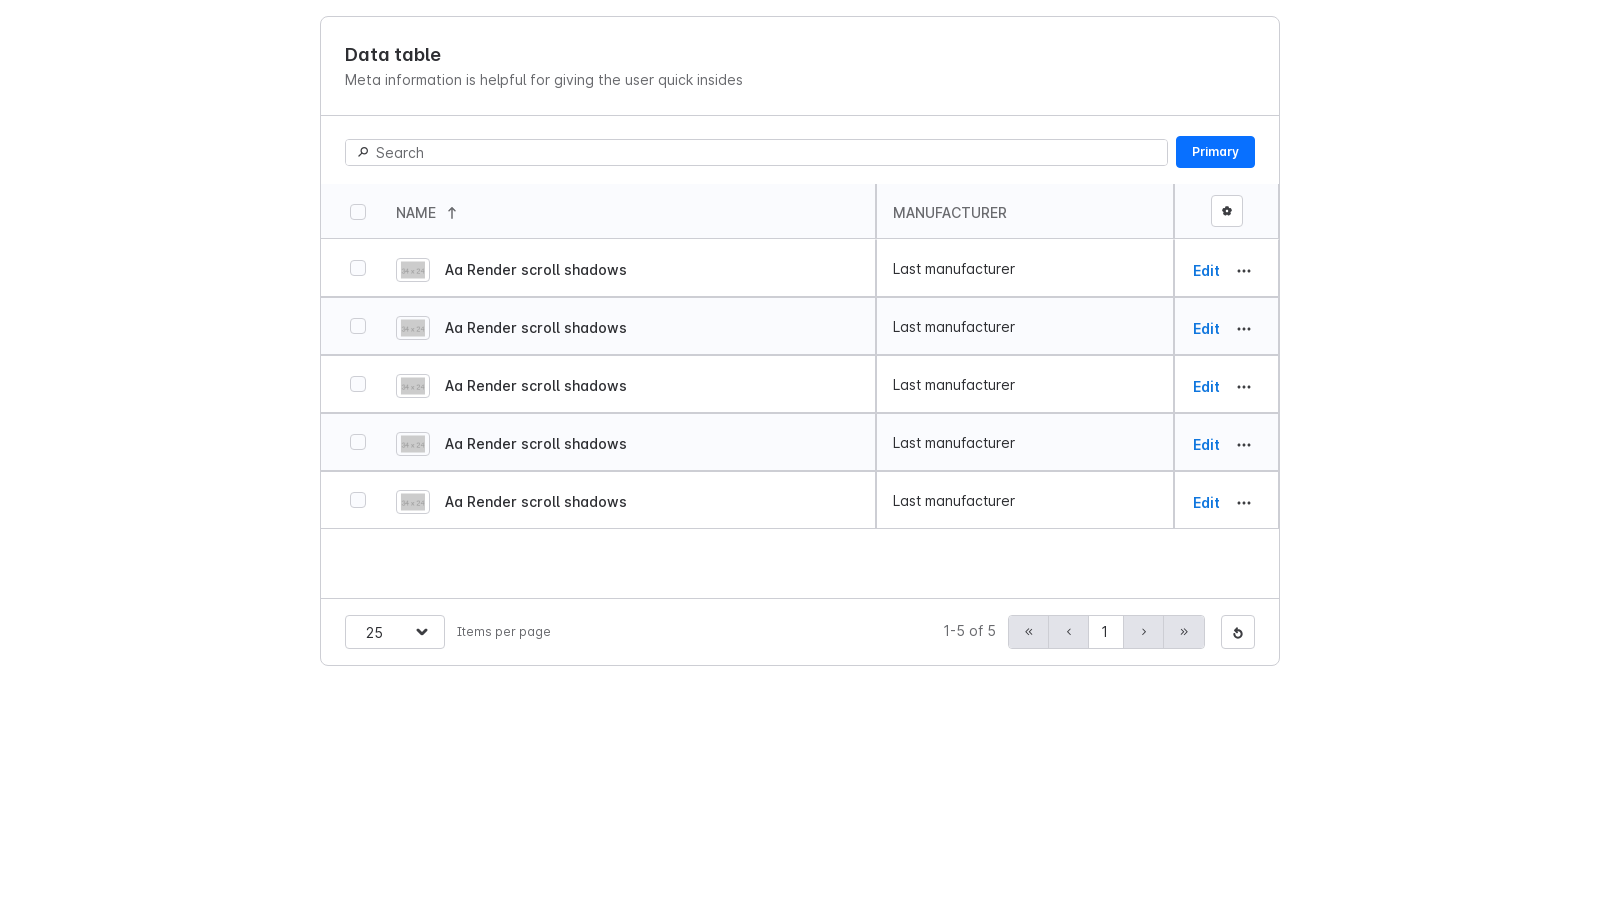 Data table
Meta information is helpful for giving the user quick insides
Search
Primary
NAME
MANUFACTURER
Aa Render scroll shadows
Last manufacturer
Edit
Aa Render scroll shadows
Last manufacturer
Edit
Aa Render scroll shadows
Last manufacturer
Edit
Aa Render scroll shadows
Last manufacturer
Edit
Aa Render scroll shadows
Last manufacturer
Edit
25
Items per page
1-5 of 5
« ‹ 1 › »